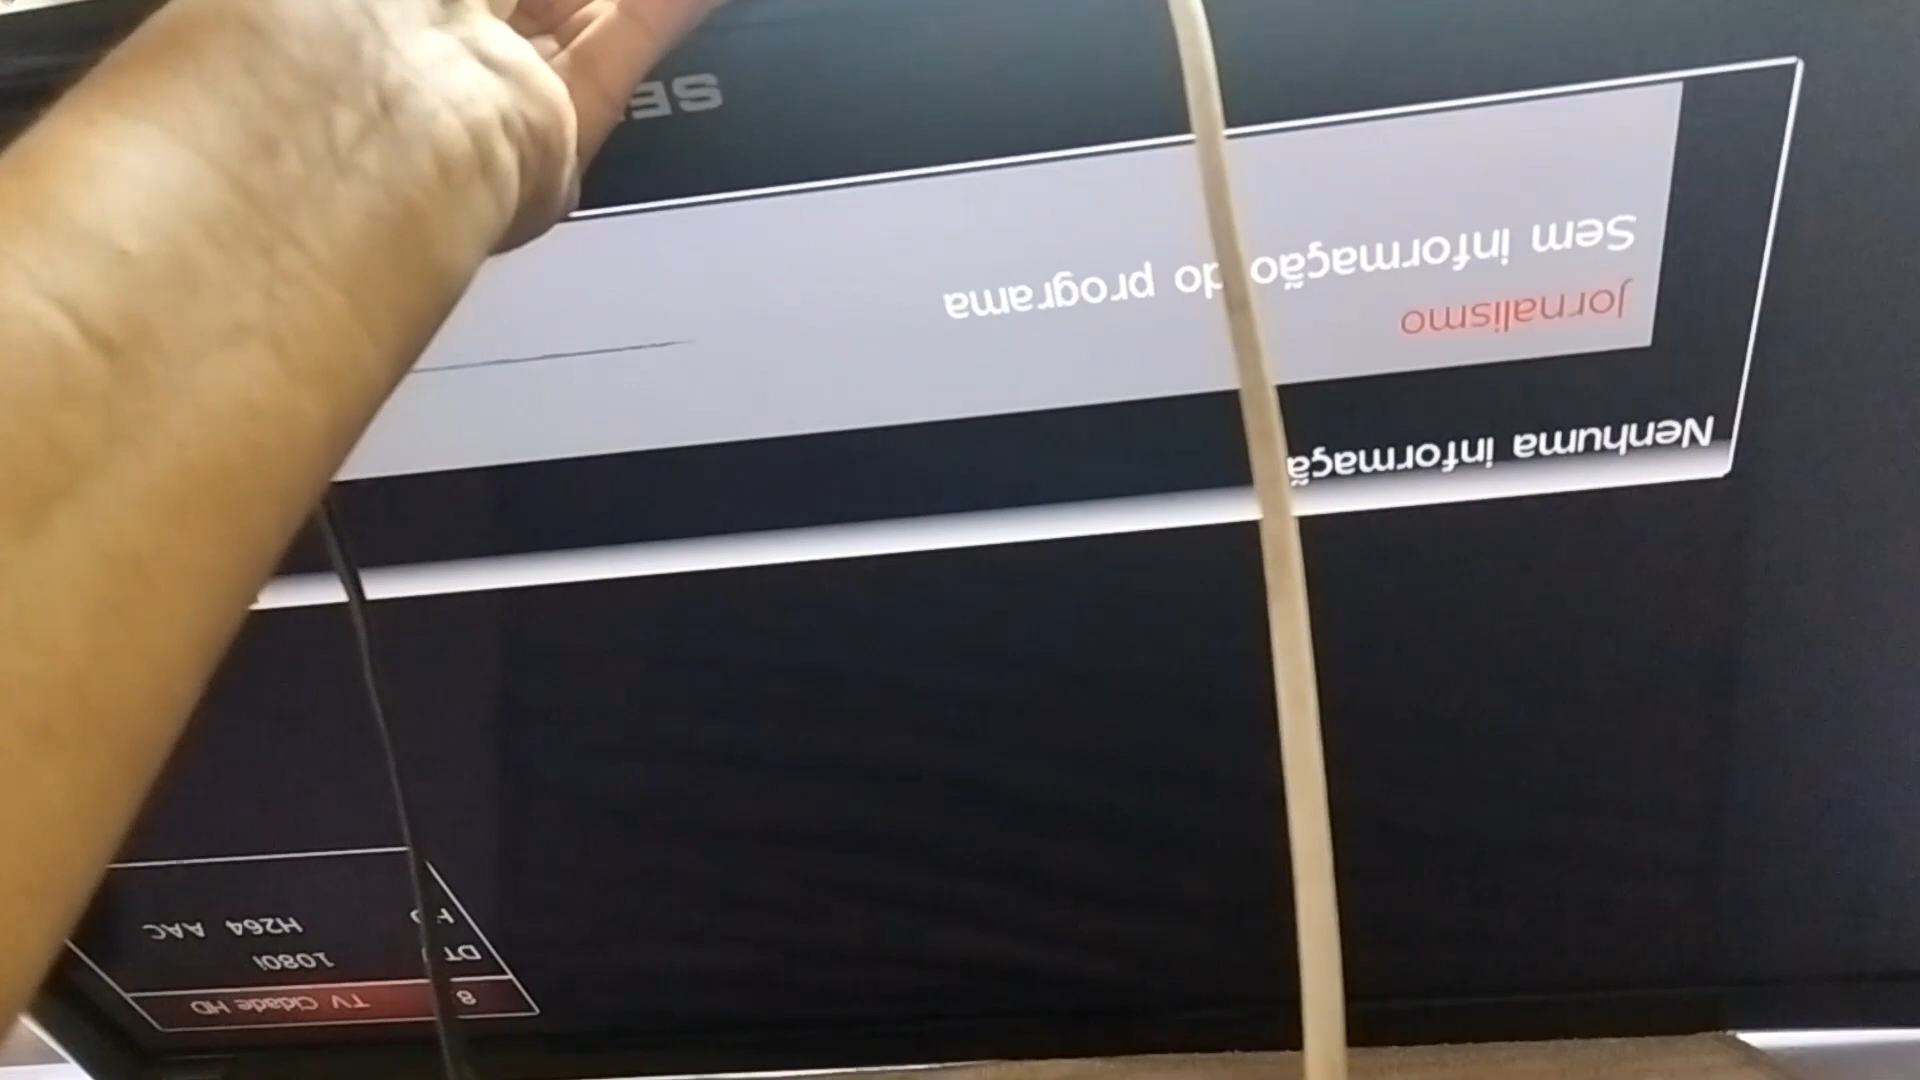 8 TV Cidade HD
1080i
H264 AAC
Nenhuma informaçã
Jornalismo
Sem informação do programa